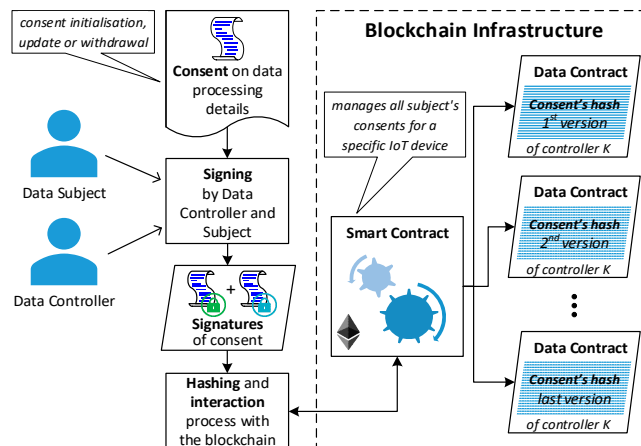 consent initialisation,
update or withdrawal
Consent on data
processing
details
Data Subject
Signing
by Data
Controller and
Subject
Data Controller
+
Signatures
of consent
Hashing and
interaction
process with
the blockchain
Blockchain Infrastructure
manages all subject's
consents for a
specific IoT device
Smart Contract
Data Contract
Consent's hash
1st version
of controller K
Data Contract
Consent's hash
2nd version
of controller K
Data Contract
Consent's hash
last version
of controller K